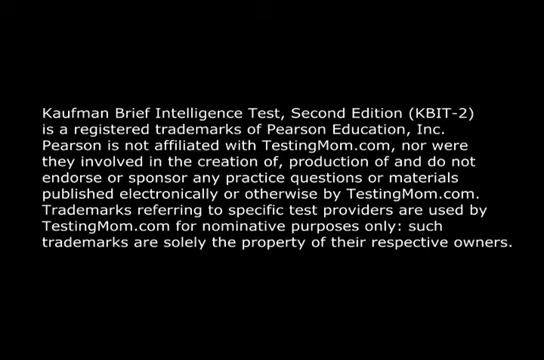 Kaufman Brief Intelligence Test, Second Edition (KBIT-2)
is a registered trademarks of Pearson Education, Inc.
Pearson is not affiliated with TestingMom.com, nor were
they involved in the creation of, production of and do not
endorse or sponsor any practice questions or materials
published electronically or otherwise by TestingMom.com.
Trademarks referring to specific test providers are used by
TestingMom.com for nominative purposes only: such
trademarks are solely the property of their respective owners.